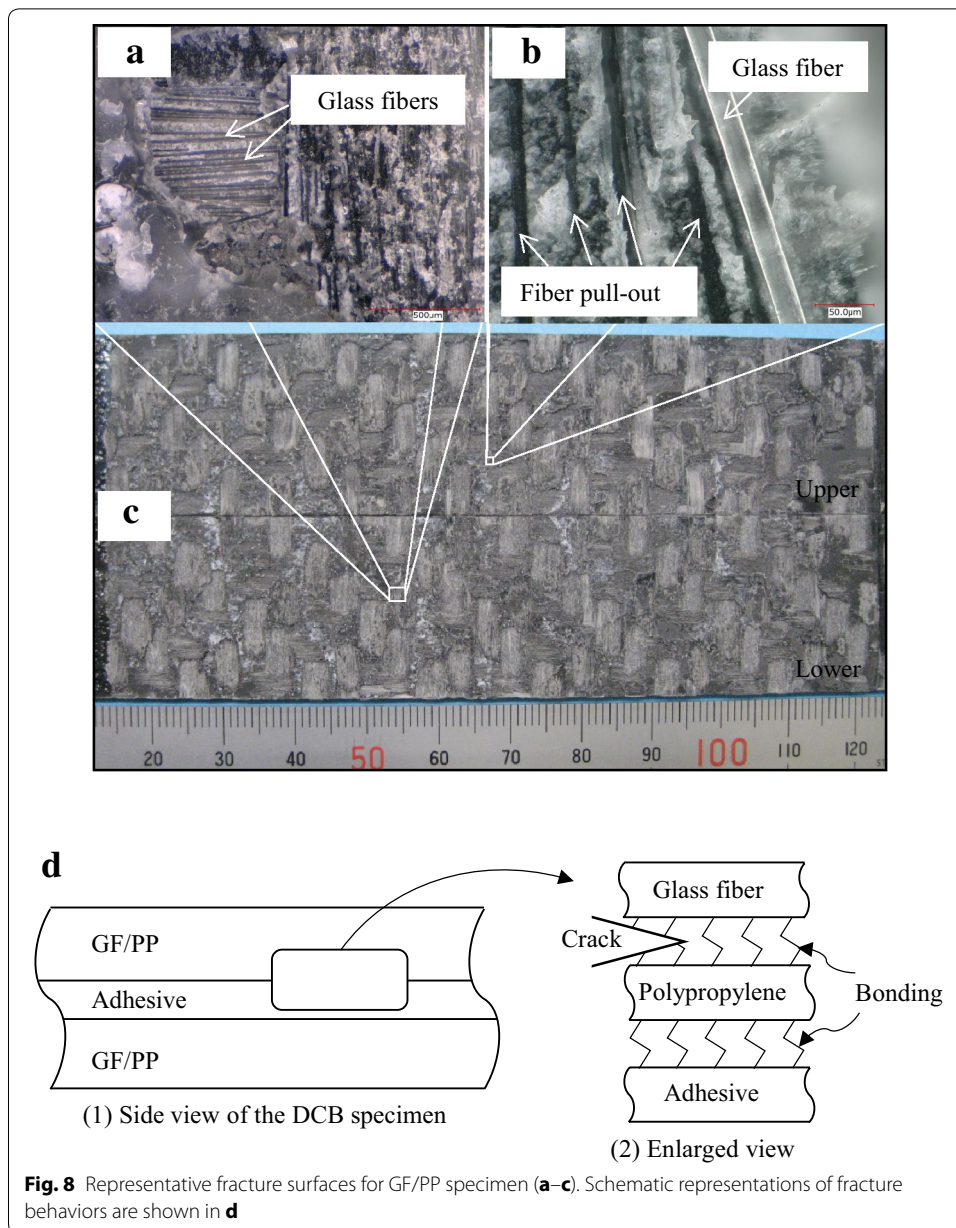 a
b
Glass fibers
Glass fiber
Fiber pull-out
500μm
50.0μm
c
Upper
Lower
20 30 40 50 60 70 80 90 100 110 120
d
GF/PP
Adhesive
GF/PP
(1) Side view of the DCB specimen
Glass fiber
Crack
Polypropylene
Bonding
Adhesive
(2) Enlarged view
Fig. 8 Representative fracture surfaces for GF/PP specimen (a–c). Schematic representations of fracture
behaviors are shown in d